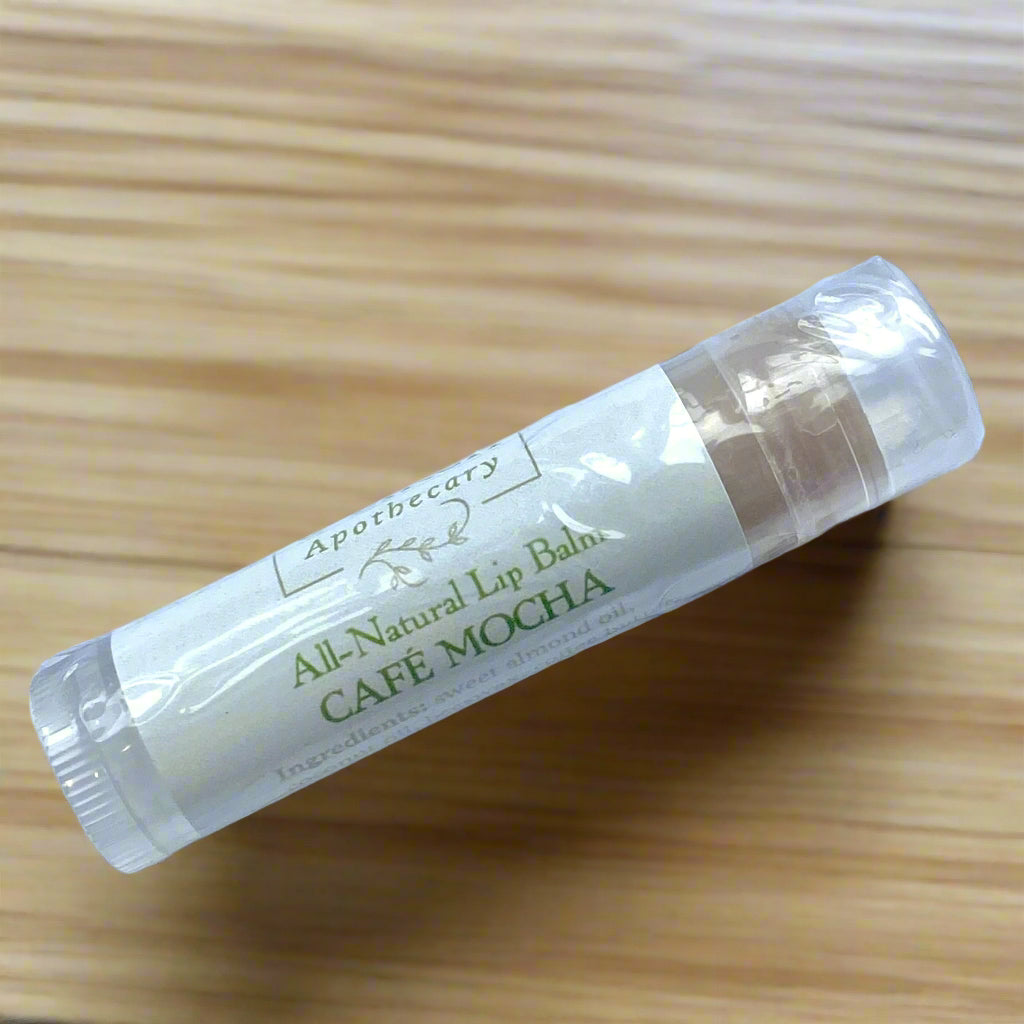 Apothecary
All-Natural Lip Balm
CAFÉ MOCHA
Ingredients: sweet almond oil,